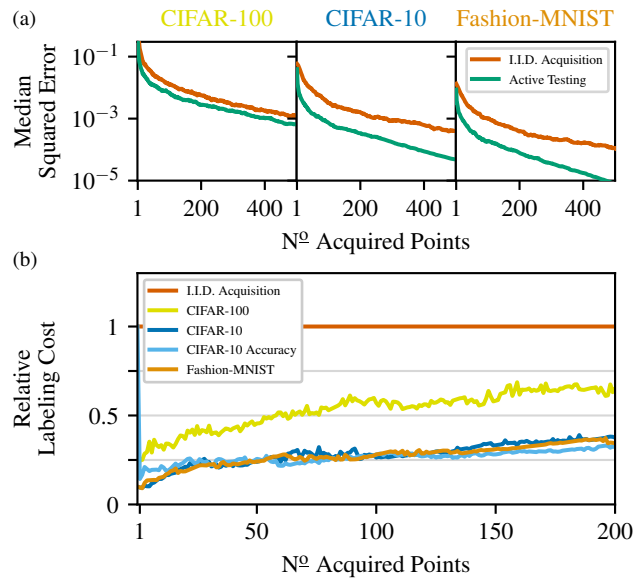 (a)
CIFAR-100 CIFAR-10 Fashion-MNIST
Median
Squared Error
10⁻¹
10⁻³
10⁻⁵
I.I.D. Acquisition
Active Testing
1 200 400 1 200 400 1 200 400
Nº Acquired Points
(b)
Relative
Labeling Cost
1
0.5
0
I.I.D. Acquisition
CIFAR-100
CIFAR-10
CIFAR-10 Accuracy
Fashion-MNIST
1 50 100 150 200
Nº Acquired Points